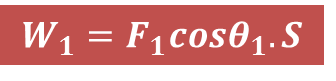 W₁ = F₁cosθ₁.S